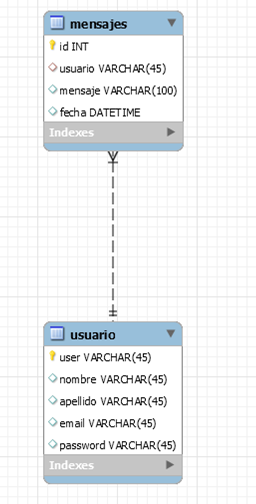 mensajes
id INT
usuario VARCHAR(45)
mensaje VARCHAR(100)
fecha DATETIME
Indexes
usuario
user VARCHAR(45)
nombre VARCHAR(45)
apellido VARCHAR(45)
email VARCHAR(45)
password VARCHAR(45)
Indexes